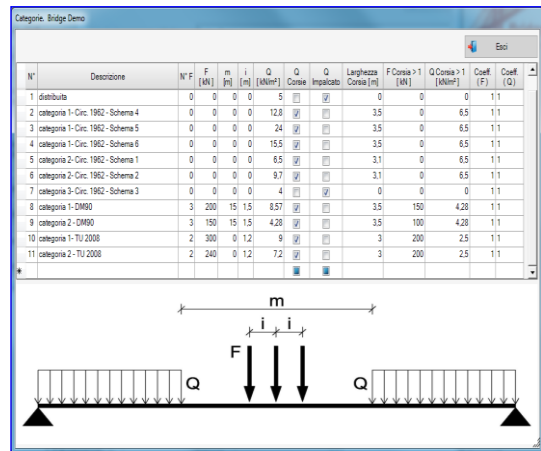 Categorie. Bridge Demo
Esci
N° Descrizione N° F F [kN] m [m] i [m] Q [kN/m²] Q Corsie Q Impalcato Larghezza Corsia [m] F Corsia > 1 [kN] Q Corsia > 1 [kN/m²] Coeff. ( F ) Coeff. ( Q )
1 distribuita 0 0 0 0 5 0 0 0 1 1
2 categoria 1- Circ. 1962 - Schema 4 0 0 0 0 12,8 3,5 0 6,5 1 1
3 categoria 1- Circ. 1962 - Schema 5 0 0 0 0 24 3,5 0 6,5 1 1
4 categoria 1- Circ. 1962 - Schema 6 0 0 0 0 15,5 3,5 0 6,5 1 1
5 categoria 2- Circ. 1962 - Schema 1 0 0 0 0 6,5 3,1 0 6,5 1 1
6 categoria 2- Circ. 1962 - Schema 2 0 0 0 0 9,7 3,1 0 6,5 1 1
7 categoria 3- Circ. 1962 - Schema 3 0 0 0 0 4 0 0 0 1 1
8 categoria 1- DM90 3 200 15 1,5 8,57 3,5 150 4,28 1 1
9 categoria 2 - DM90 3 150 15 1,5 4,28 3,5 100 4,28 1 1
10 categoria 1- TU 2008 2 300 0 1,2 9 3 200 2,5 1 1
11 categoria 2 - TU 2008 2 240 0 1,2 7,2 3 200 2,5 1 1
m
i i
F
Q Q